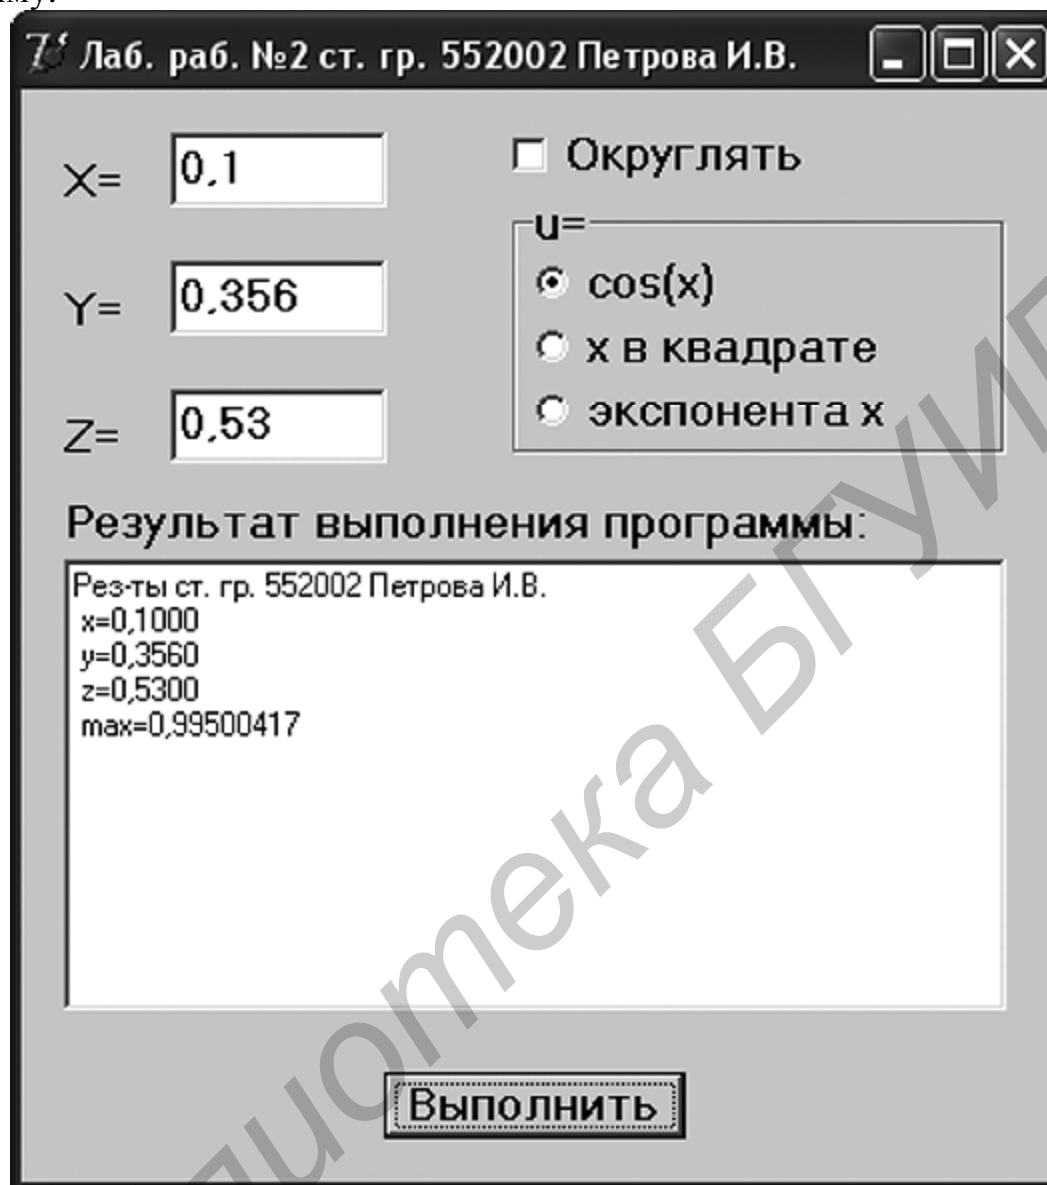 Лаб. раб. №2 ст. гр. 552002 Петрова И.В.
X= 0,1
Округлять
Y= 0,356
u=
cos(x)
x в квадрате
экспонента x
Z= 0,53
Результат выполнения программы:
Рез-ты ст. гр. 552002 Петрова И.В.
x=0,1000
y=0,3560
z=0,5300
max=0,99500417
Выполнить